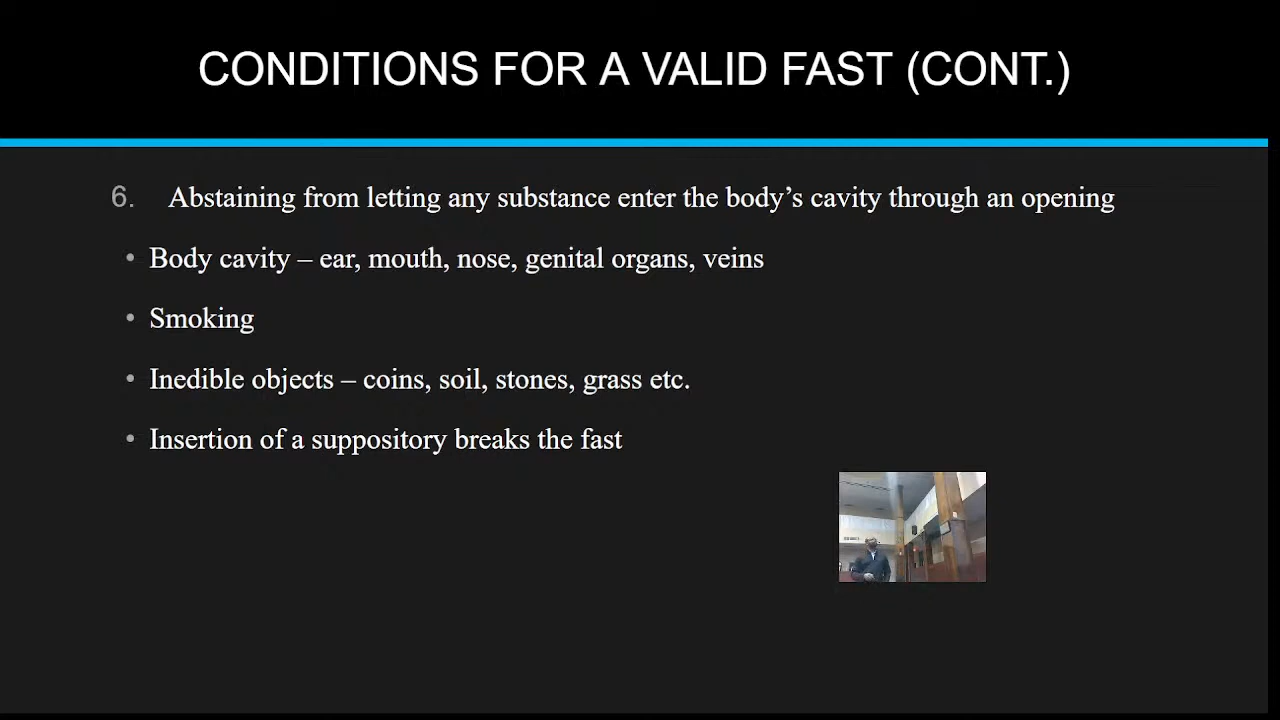 CONDITIONS FOR A VALID FAST (CONT.)
6. Abstaining from letting any substance enter the body’s cavity through an opening
• Body cavity – ear, mouth, nose, genital organs, veins
• Smoking
• Inedible objects – coins, soil, stones, grass etc.
• Insertion of a suppository breaks the fast